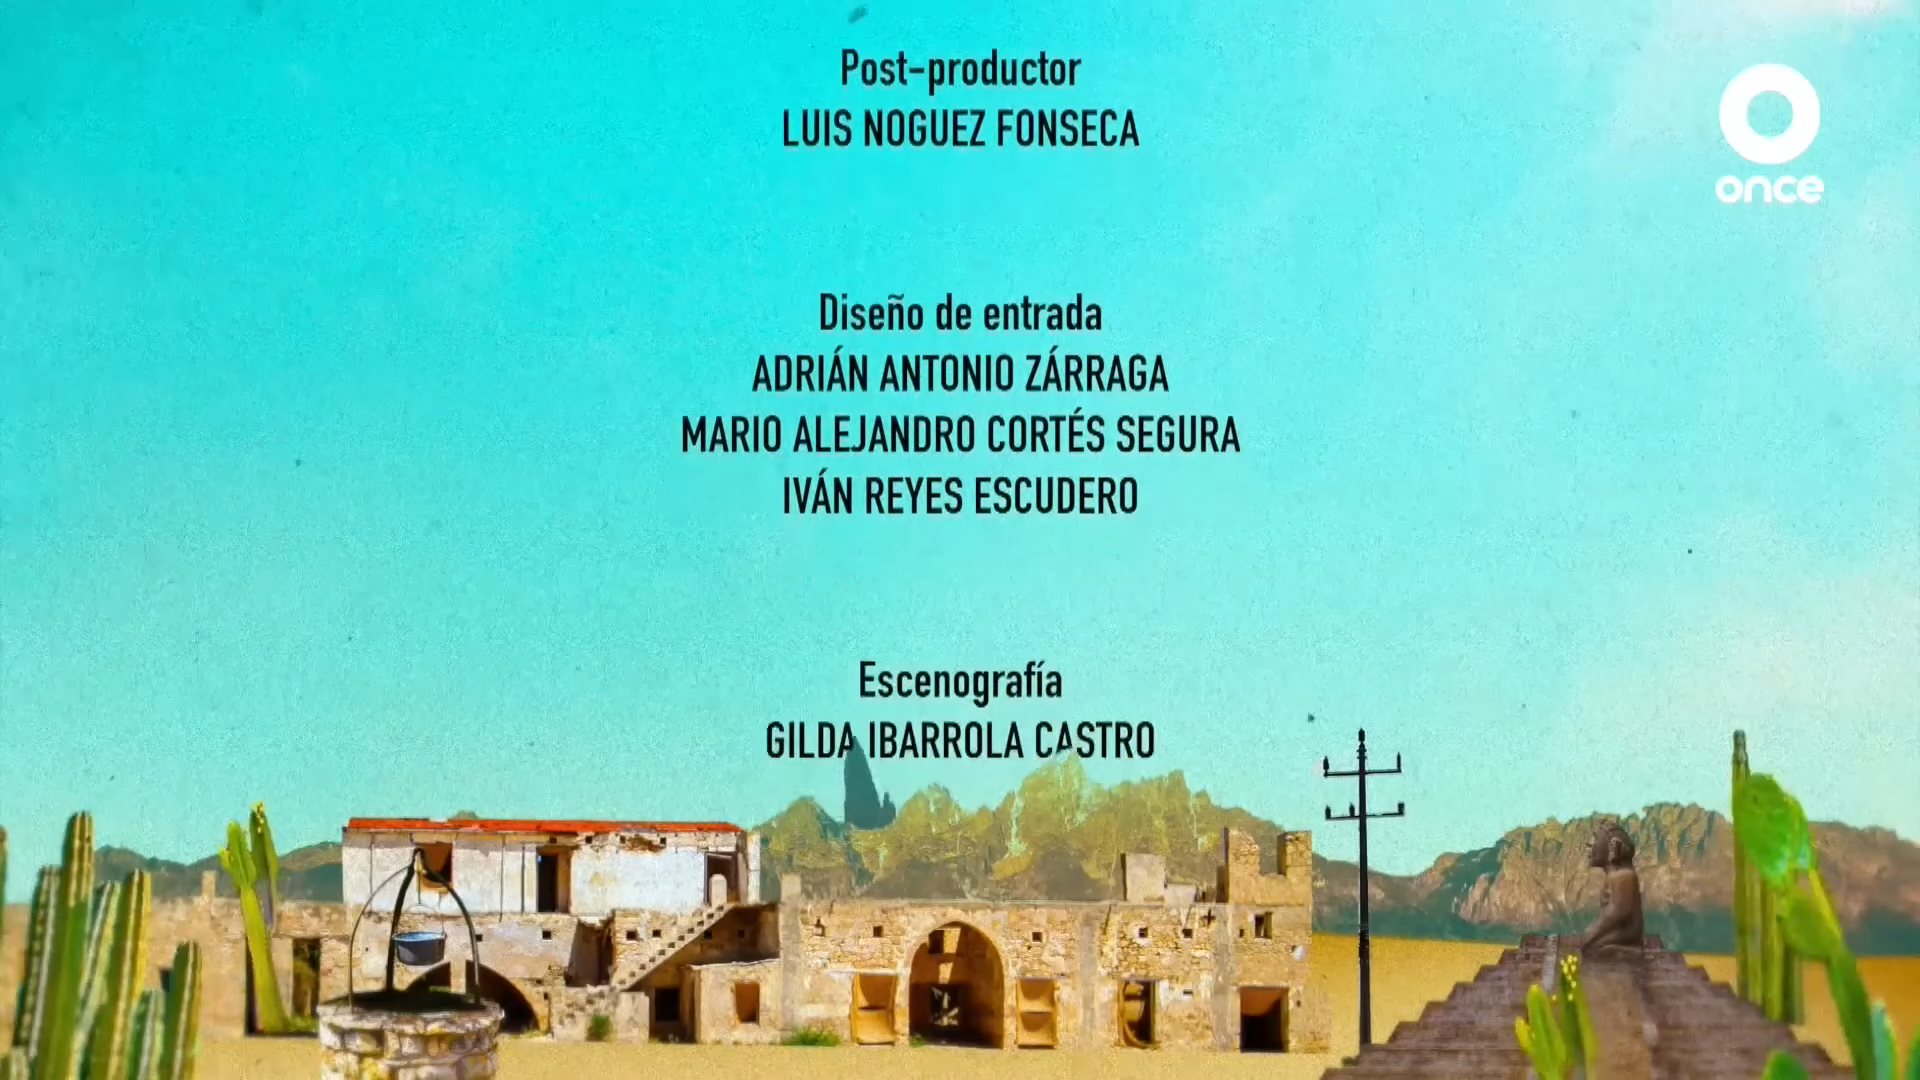 Post-productor
LUIS NOGUEZ FONSECA
once
Diseño de entrada
ADRIÁN ANTONIO ZÁRRAGA
MARIO ALEJANDRO CORTÉS SEGURA
IVÁN REYES ESCUDERO
Escenografía
GILDA IBARROLA CASTRO